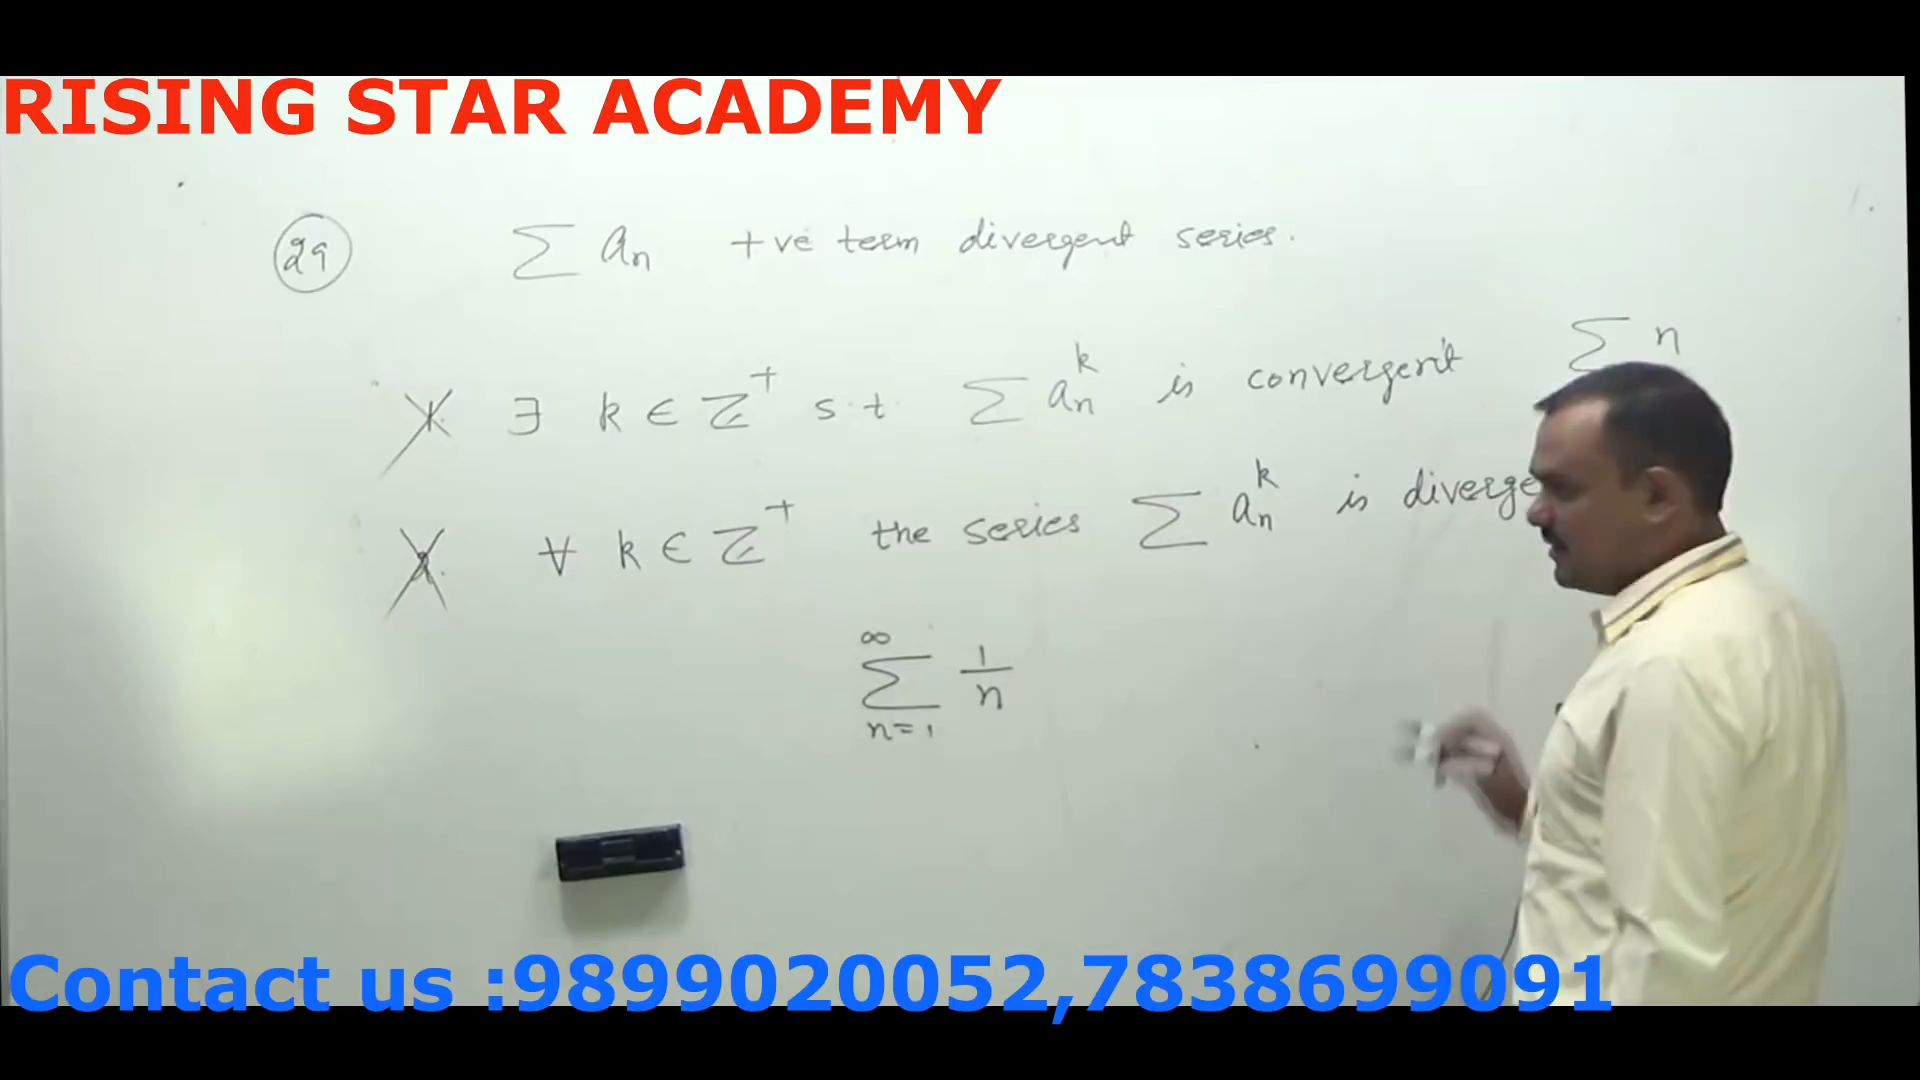 RISING STAR ACADEMY
29 ∑ aₙ +ve term divergent series.
∃ k ∈ ℤ⁺ s.t ∑ aₙᵏ is convergent ∑ n
∀ k ∈ ℤ⁺ the series ∑ aₙᵏ is diverge
∞
∑ 1/n
n=1
Contact us :9899020052,7838699091